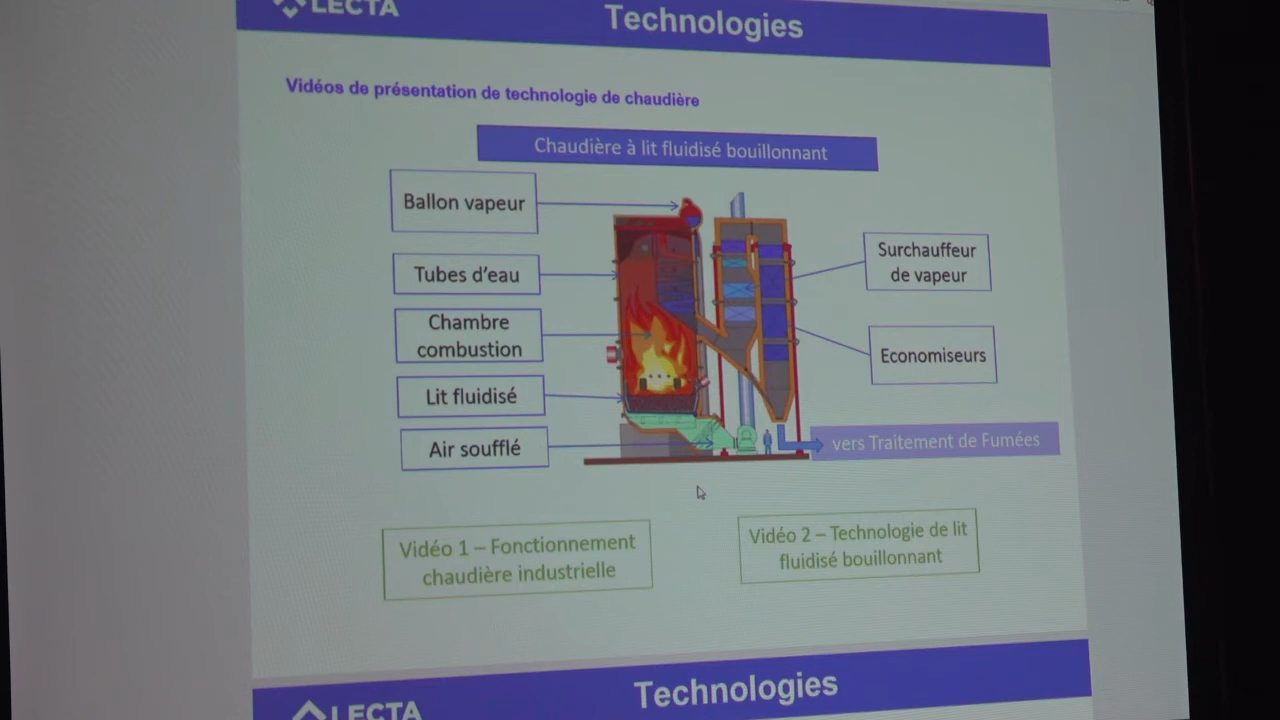 LECTA
Technologies
Vidéos de présentation de technologie de chaudière
Chaudière à lit fluidisé bouillonnant
Ballon vapeur
Tubes d'eau
Chambre
combustion
Lit fluidisé
Air soufflé
Surchauffeur
de vapeur
Economiseurs
vers Traitement de Fumées
Vidéo 1 – Fonctionnement
chaudière industrielle
Vidéo 2 – Technologie de lit
fluidisé bouillonnant
Technologies
LECTA